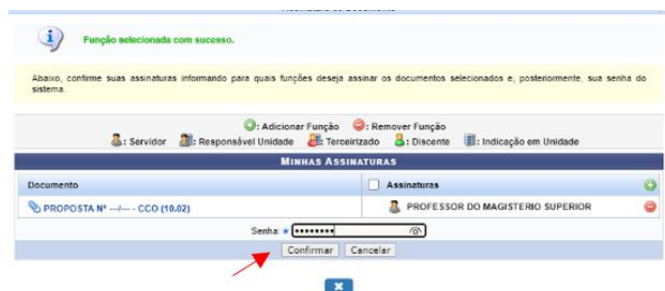 Função selecionada com sucesso.
Abaixo, confirme suas assinaturas informando para quais funções deseja assinar os documentos selecionados e, posteriormente, sua senha do
sistema.
: Adicionar Função : Remover Função
: Servidor : Responsável Unidade : Terceirizado : Discente : Indicação em Unidade
MINHAS ASSINATURAS
Documento Assinaturas
PROPOSTA Nº ---/--- - CCO (10.02) PROFESSOR DO MAGISTERIO SUPERIOR
Senha: ••••••••
Confirmar Cancelar